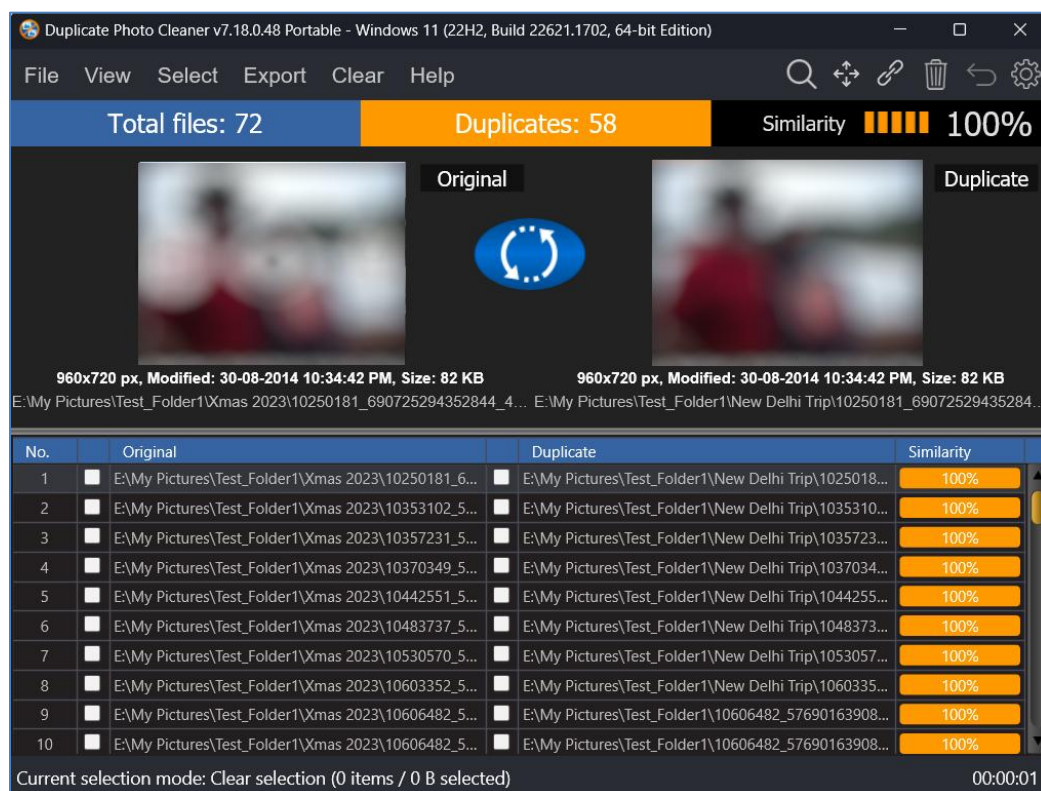 Duplicate Photo Cleaner v7.18.0.48 Portable - Windows 11 (22H2, Build 22621.1702, 64-bit Edition)
File View Select Export Clear Help
Total files: 72 Duplicates: 58 Similarity 100%
Original Duplicate
960x720 px, Modified: 30-08-2014 10:34:42 PM, Size: 82 KB 960x720 px, Modified: 30-08-2014 10:34:42 PM, Size: 82 KB
E:\My Pictures\Test_Folder1\Xmas 2023\10250181_690725294352844_4... E:\My Pictures\Test_Folder1\New Delhi Trip\10250181_69072529435284...
No. Original Duplicate Similarity
1 E:\My Pictures\Test_Folder1\Xmas 2023\10250181_6... E:\My Pictures\Test_Folder1\New Delhi Trip\1025018... 100%
2 E:\My Pictures\Test_Folder1\Xmas 2023\10353102_5... E:\My Pictures\Test_Folder1\New Delhi Trip\1035310... 100%
3 E:\My Pictures\Test_Folder1\Xmas 2023\10357231_5... E:\My Pictures\Test_Folder1\New Delhi Trip\1035723... 100%
4 E:\My Pictures\Test_Folder1\Xmas 2023\10370349_5... E:\My Pictures\Test_Folder1\New Delhi Trip\1037034... 100%
5 E:\My Pictures\Test_Folder1\Xmas 2023\10442551_5... E:\My Pictures\Test_Folder1\New Delhi Trip\1044255... 100%
6 E:\My Pictures\Test_Folder1\Xmas 2023\10483737_5... E:\My Pictures\Test_Folder1\New Delhi Trip\1048373... 100%
7 E:\My Pictures\Test_Folder1\Xmas 2023\10530570_5... E:\My Pictures\Test_Folder1\New Delhi Trip\1053057... 100%
8 E:\My Pictures\Test_Folder1\Xmas 2023\10603352_5... E:\My Pictures\Test_Folder1\New Delhi Trip\1060335... 100%
9 E:\My Pictures\Test_Folder1\Xmas 2023\10606482_5... E:\My Pictures\Test_Folder1\10606482_57690163908... 100%
10 E:\My Pictures\Test_Folder1\Xmas 2023\10606482_5... E:\My Pictures\Test_Folder1\10606482_57690163908... 100%
Current selection mode: Clear selection (0 items / 0 B selected) 00:00:01